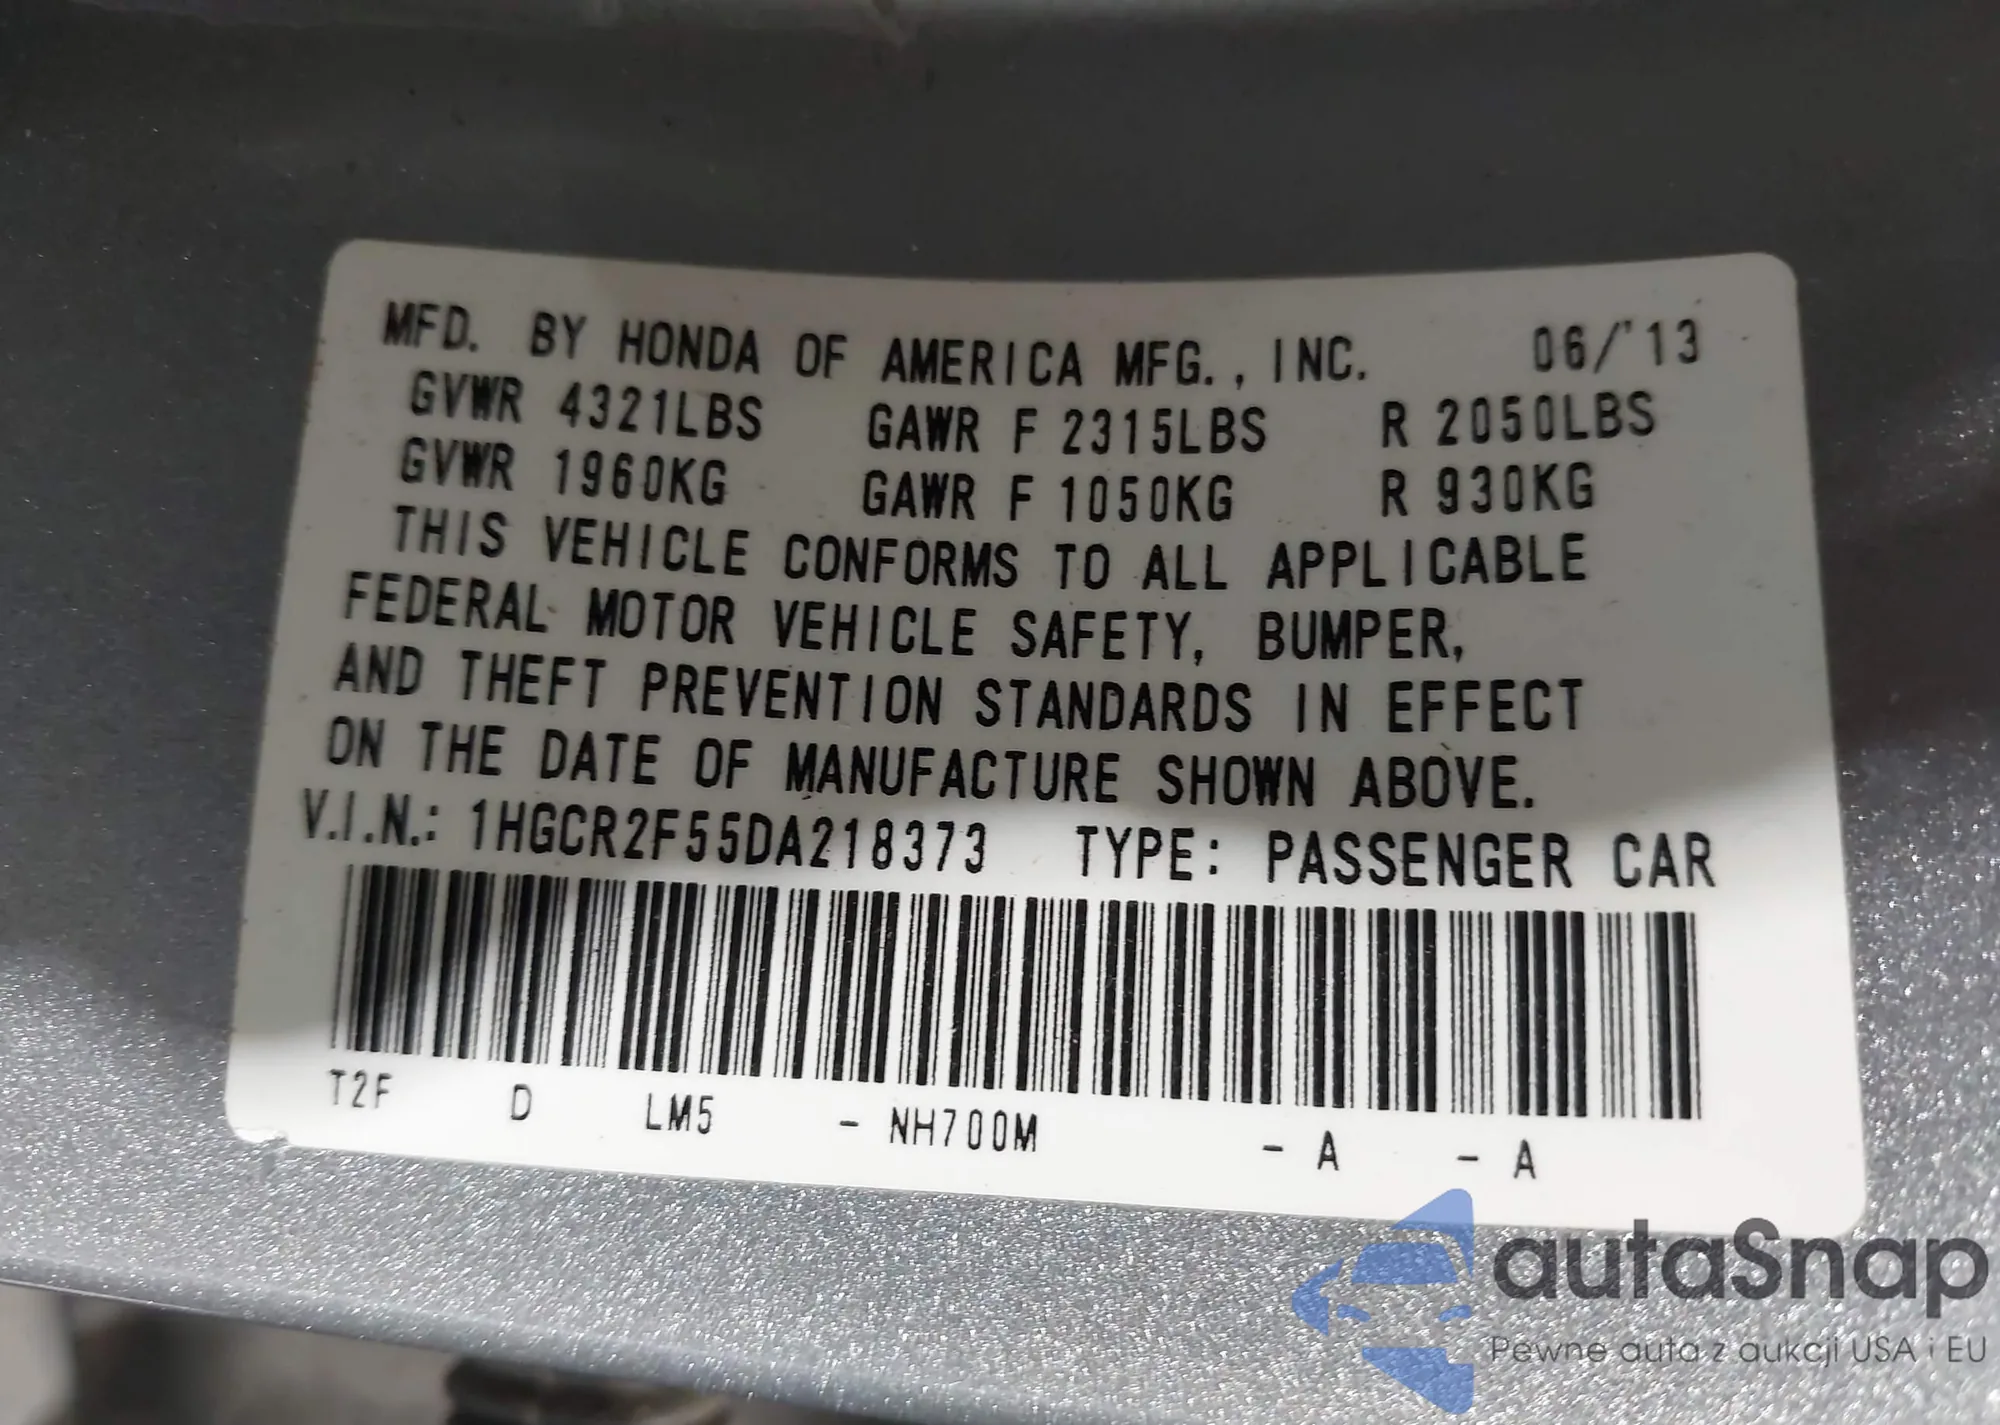 MFD. BY HONDA OF AMERICA MFG., INC. 06/'13
GVWR 4321LBS GAWR F 2315LBS R 2050LBS
GVWR 1960KG GAWR F 1050KG R 930KG
THIS VEHICLE CONFORMS TO ALL APPLICABLE
FEDERAL MOTOR VEHICLE SAFETY, BUMPER,
AND THEFT PREVENTION STANDARDS IN EFFECT
ON THE DATE OF MANUFACTURE SHOWN ABOVE.
V.I.N.: 1HGCR2F55DA218373 TYPE: PASSENGER CAR
T2F D LM5 - NH700M - A - A
autaSnap
Pewne auta z aukcji USA i EU